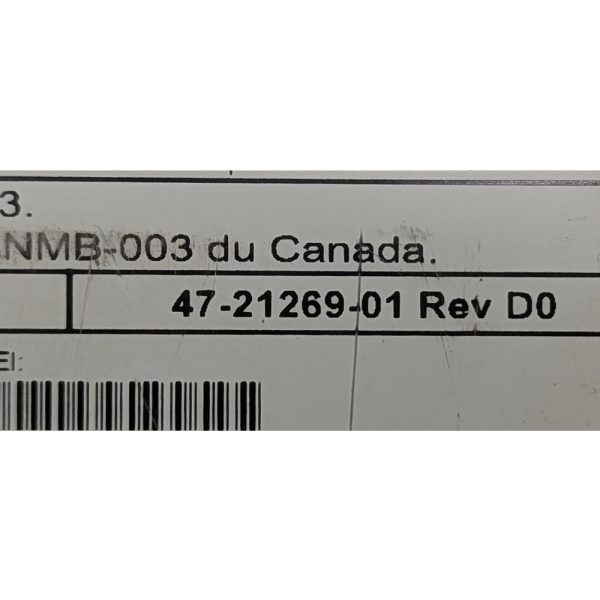 3.
NMB-003 du Canada.
47-21269-01 Rev D0
EI: